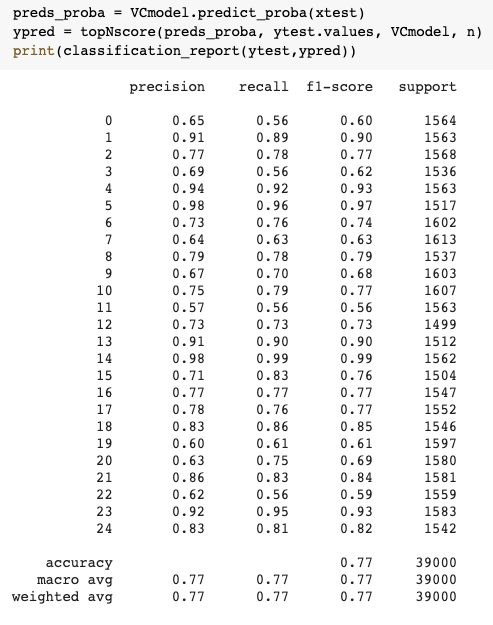 preds_proba = VCmodel.predict_proba(xtest)
ypred = topNscore(preds_proba, ytest.values, VCmodel, n)
print(classification_report(ytest,ypred))
precision recall f1-score support
0 0.65 0.56 0.60 1564
1 0.91 0.89 0.90 1563
2 0.77 0.78 0.77 1568
3 0.69 0.56 0.62 1536
4 0.94 0.92 0.93 1563
5 0.98 0.96 0.97 1517
6 0.73 0.76 0.74 1602
7 0.64 0.63 0.63 1613
8 0.79 0.78 0.79 1537
9 0.67 0.70 0.68 1603
10 0.75 0.79 0.77 1607
11 0.57 0.56 0.56 1563
12 0.73 0.73 0.73 1499
13 0.91 0.90 0.90 1512
14 0.98 0.99 0.99 1562
15 0.71 0.83 0.76 1504
16 0.77 0.77 0.77 1547
17 0.78 0.76 0.77 1552
18 0.83 0.86 0.85 1546
19 0.60 0.61 0.61 1597
20 0.63 0.75 0.69 1580
21 0.86 0.83 0.84 1581
22 0.62 0.56 0.59 1559
23 0.92 0.95 0.93 1583
24 0.83 0.81 0.82 1542
accuracy 0.77 39000
macro avg 0.77 0.77 0.77 39000
weighted avg 0.77 0.77 0.77 39000